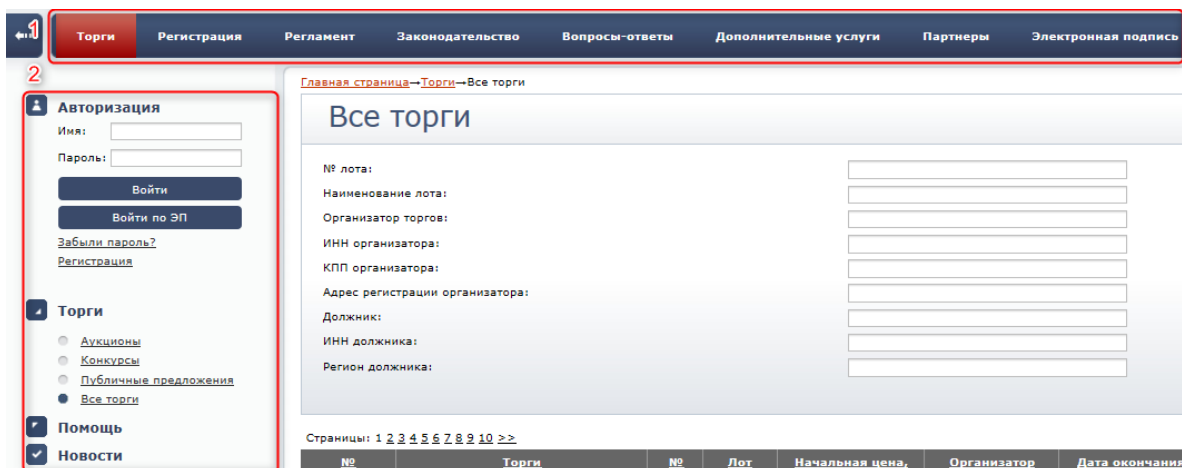 1
Торги Регистрация Регламент Законодательство Вопросы-ответы Дополнительные услуги Партнеры Электронная подпись
2
Авторизация
Имя:
Пароль:
Войти
Войти по ЭП
Забыли пароль?
Регистрация
Торги
Аукционы
Конкурсы
Публичные предложения
Все торги
Помощь
Новости
Главная страница→Торги→Все торги
Все торги
№ лота:
Наименование лота:
Организатор торгов:
ИНН организатора:
КПП организатора:
Адрес регистрации организатора:
Должник:
ИНН должника:
Регион должника:
Страницы: 1 2 3 4 5 6 7 8 9 10 >>
№ Торги № Лот Начальная цена, Организатор Дата окончания